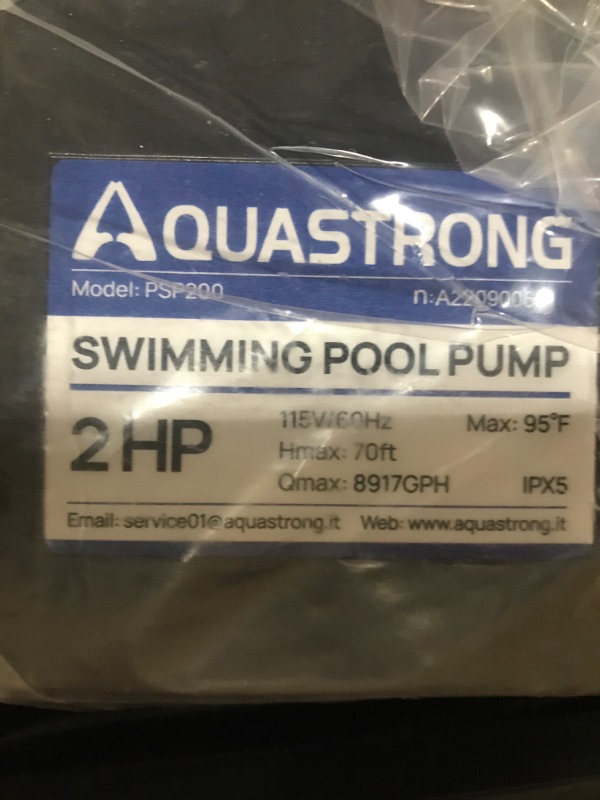 AQUASTRONG
Model: PSP200 n:A2209006
SWIMMING POOL PUMP
2 HP
115V/60Hz Max: 95°F
Hmax: 70ft
Qmax: 8917GPH IPX5
Email: service01@aquastrong.it Web: www.aquastrong.it